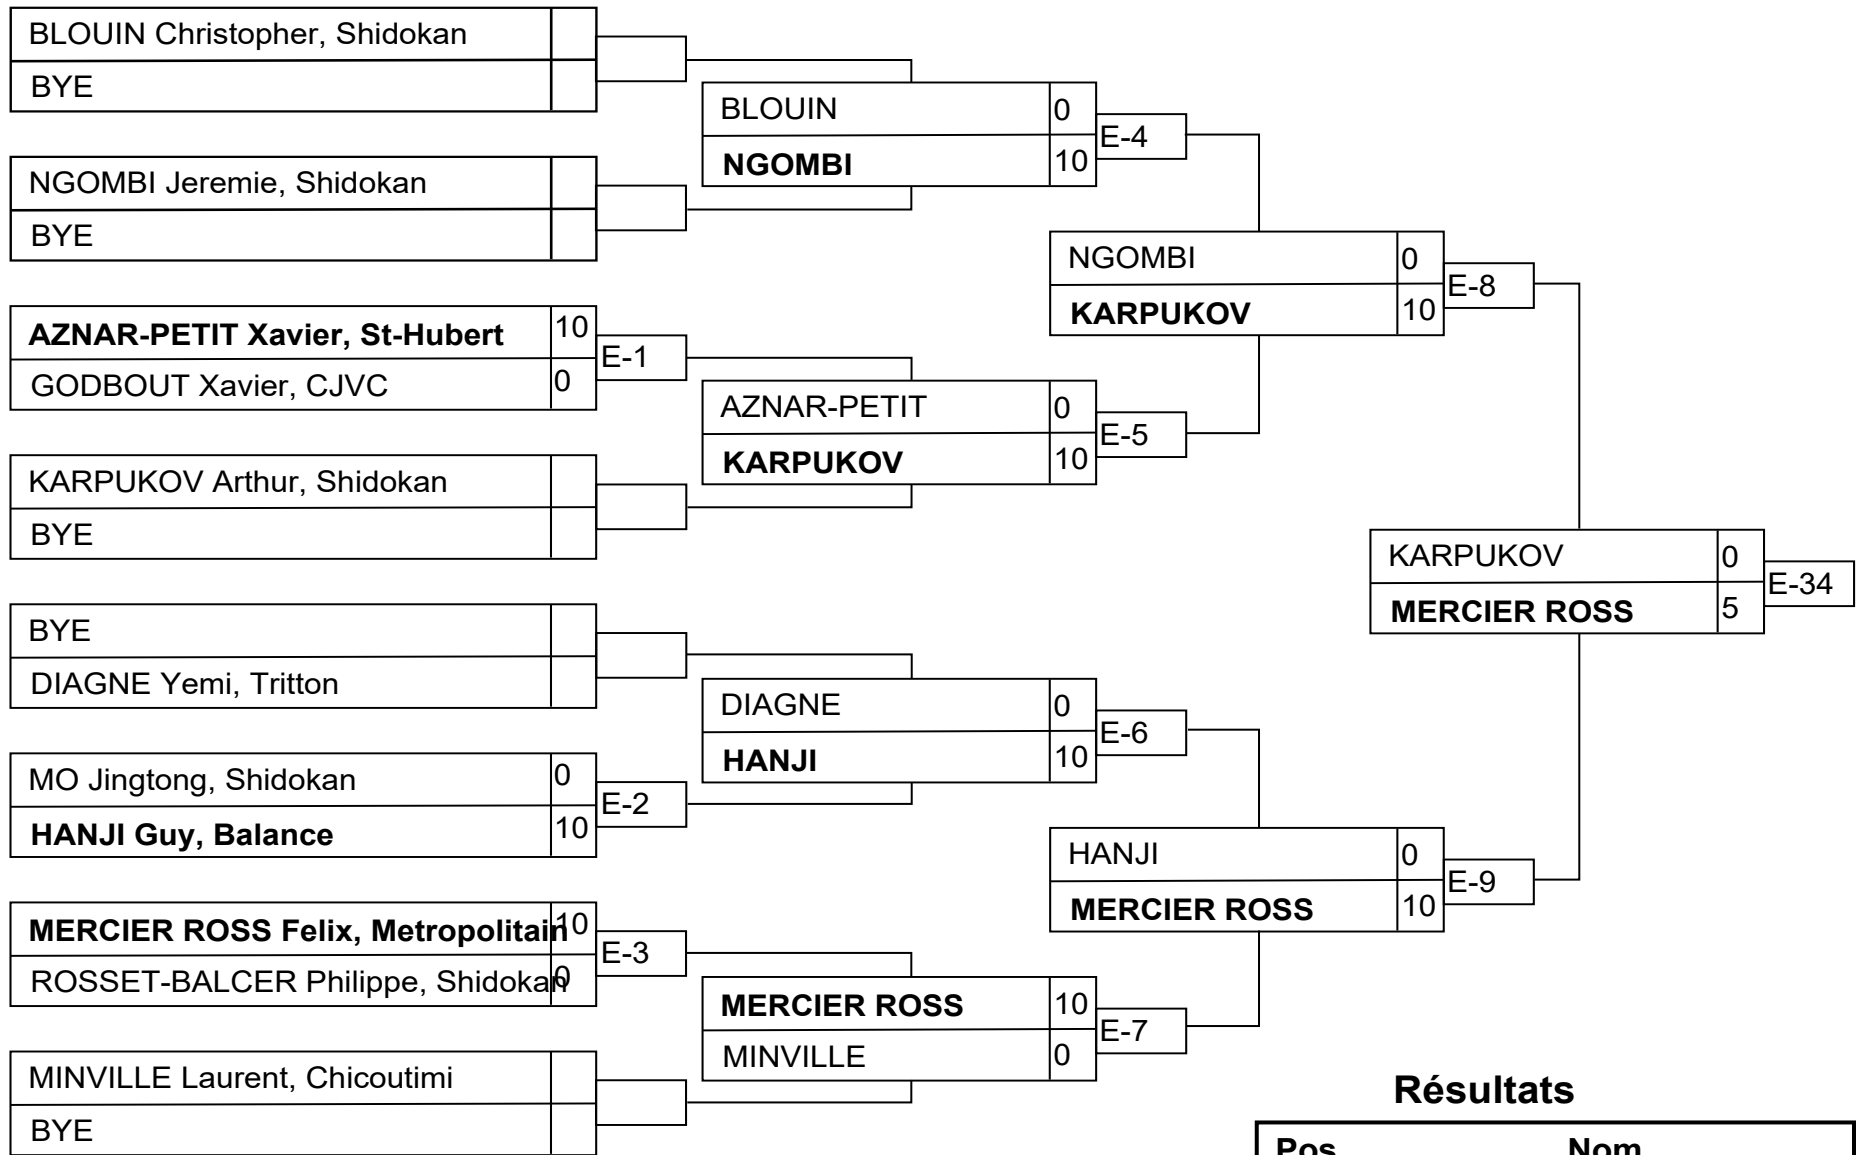 BLOUIN Christopher, Shidokan
BYE
NGOMBI Jeremie, Shidokan
BYE
AZNAR-PETIT Xavier, St-Hubert 10
GODBOUT Xavier, CJVC 0
E-1
KARPUKOV Arthur, Shidokan
BYE
BYE
DIAGNE Yemi, Tritton
MO Jingtong, Shidokan 0
HANJI Guy, Balance 10
E-2
MERCIER ROSS Felix, Metropolitain 10
ROSSET-BALCER Philippe, Shidokan 0
E-3
MINVILLE Laurent, Chicoutimi
BYE
BLOUIN 0
NGOMBI 10
E-4
AZNAR-PETIT 0
KARPUKOV 10
E-5
DIAGNE 0
HANJI 10
E-6
MERCIER ROSS 10
MINVILLE 0
E-7
NGOMBI 0
KARPUKOV 10
E-8
HANJI 0
MERCIER ROSS 10
E-9
KARPUKOV 0
MERCIER ROSS 5
E-34
Résultats
Pos Nom